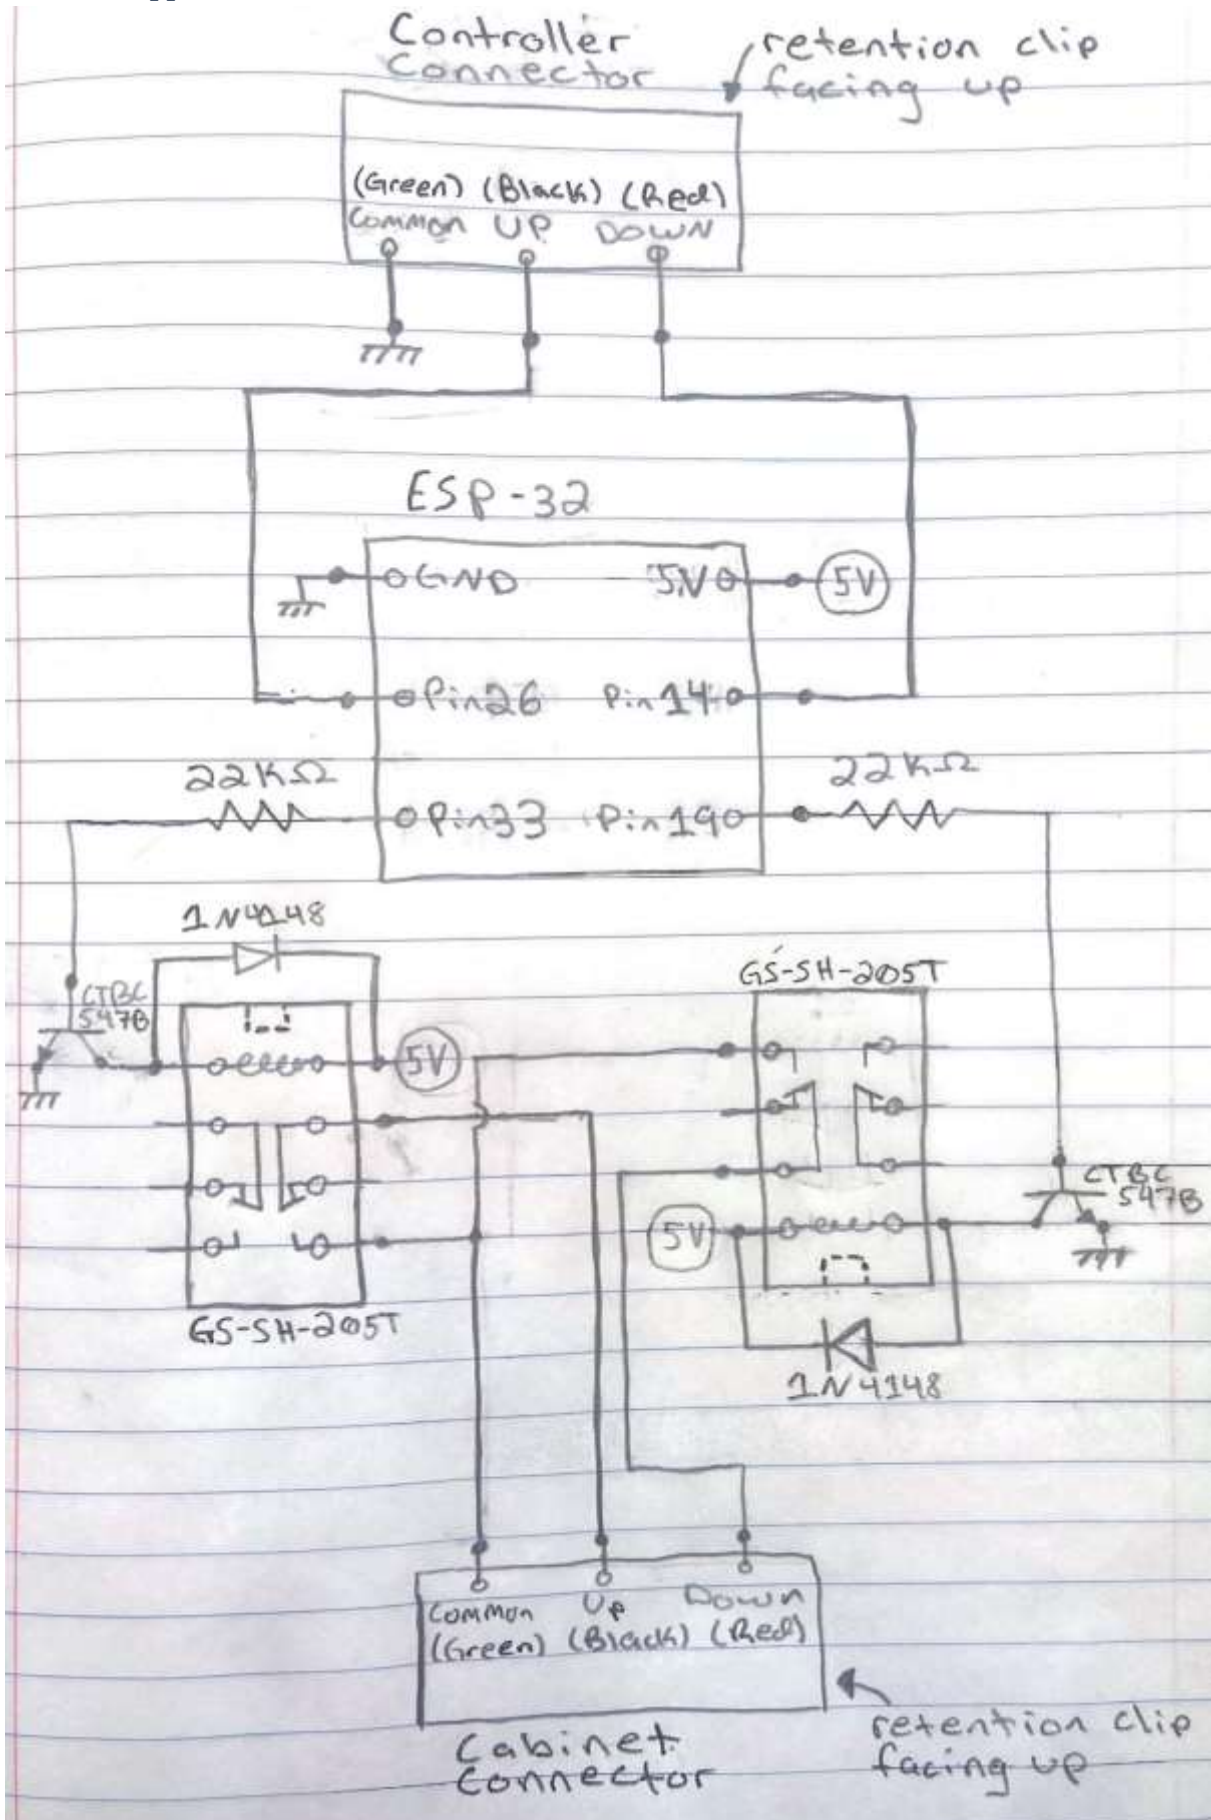 Controller
Connector
retention clip
facing up
(Green) (Black) (Red)
Common UP DOWN
ESP-32
GND 5V 5V
Pin26 Pin14
22KΩ 22KΩ
Pin33 Pin19
1N4148
GS-SH-205T
CTBC
547B
5V
CTBC
547B
5V
GS-SH-205T
1N4148
Common Up Down
(Green) (Black) (Red)
Cabinet
Connector
retention clip
facing up